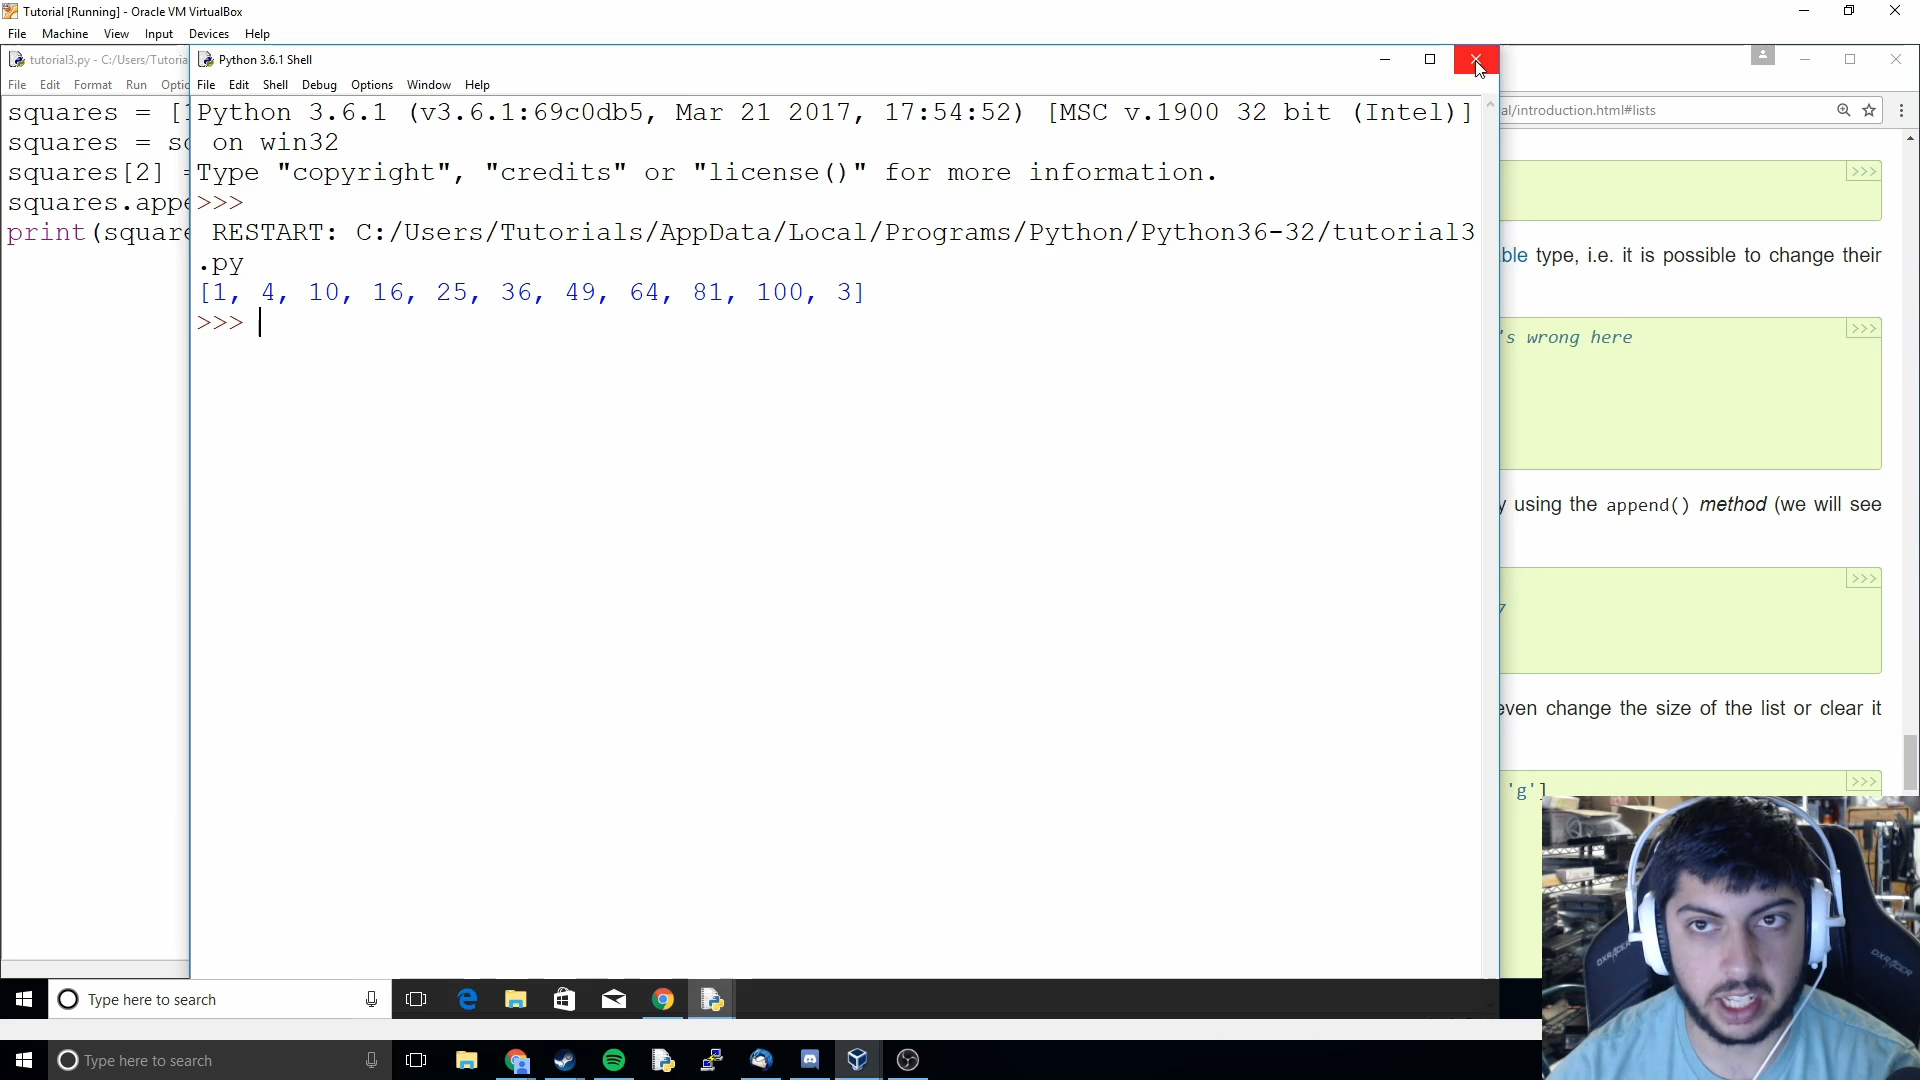 Tutorial [Running] - Oracle VM VirtualBox
File Machine View Input Devices Help
tutorial3.py - C:/Users/Tutoria
File Edit Format Run Optic
squares = [1
squares = sq
squares[2] =
squares.appe
print(square
Python 3.6.1 Shell
File Edit Shell Debug Options Window Help
Python 3.6.1 (v3.6.1:69c0db5, Mar 21 2017, 17:54:52) [MSC v.1900 32 bit (Intel)]
on win32
Type "copyright", "credits" or "license()" for more information.
>>>
RESTART: C:/Users/Tutorials/AppData/Local/Programs/Python/Python36-32/tutorial3
.py
[1, 4, 10, 16, 25, 36, 49, 64, 81, 100, 3]
>>>
al/introduction.html#lists
>>>
ble type, i.e. it is possible to change their
's wrong here
>>>
y using the append() method (we will see
>>>
7
even change the size of the list or clear it
>>>
'g']
Type here to search
Type here to search